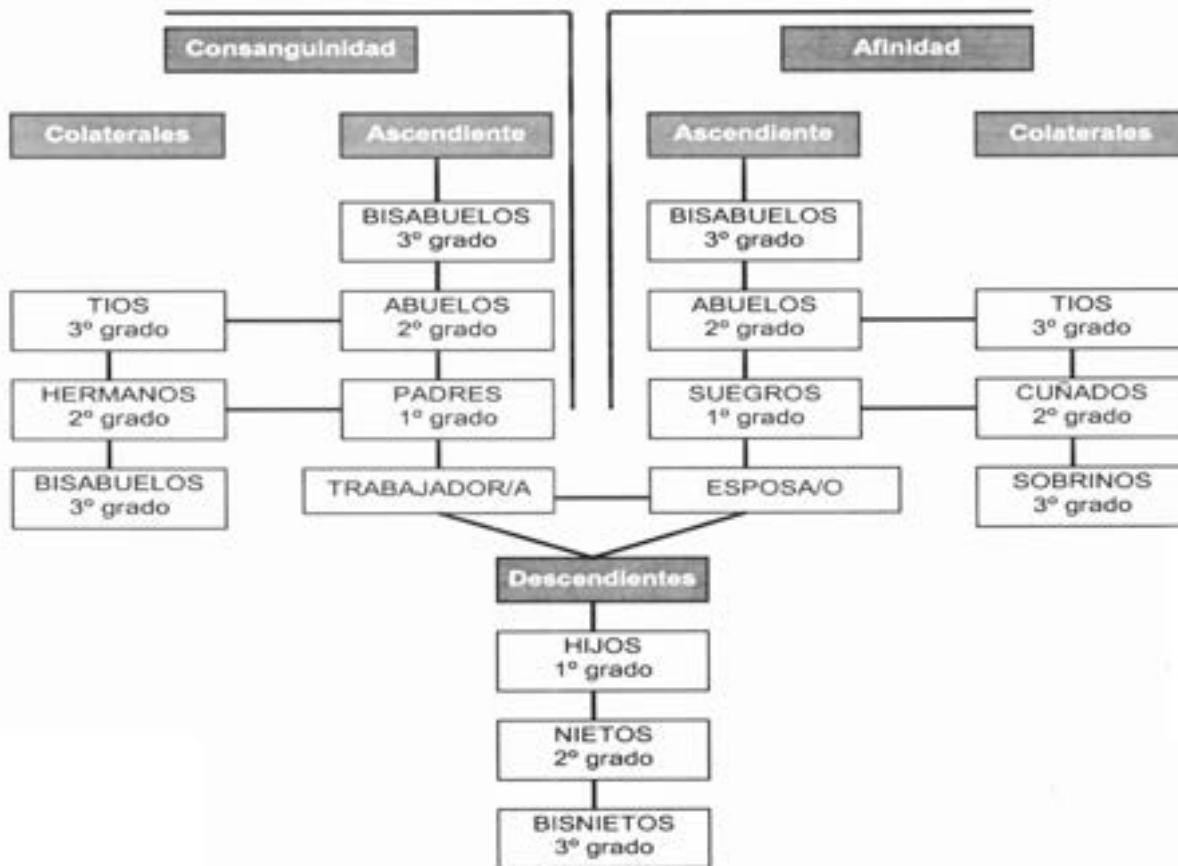 Consanguinidad
Afinidad
Colaterales
Ascendiente
Ascendiente
Colaterales
BISABUELOS
3º grado
BISABUELOS
3º grado
TIOS
3º grado
ABUELOS
2º grado
ABUELOS
2º grado
TIOS
3º grado
HERMANOS
2º grado
PADRES
1º grado
SUEGROS
1º grado
CUÑADOS
2º grado
BISABUELOS
3º grado
TRABAJADOR/A
ESPOSA/O
SOBRINOS
3º grado
Descendientes
HIJOS
1º grado
NIETOS
2º grado
BISNIETOS
3º grado